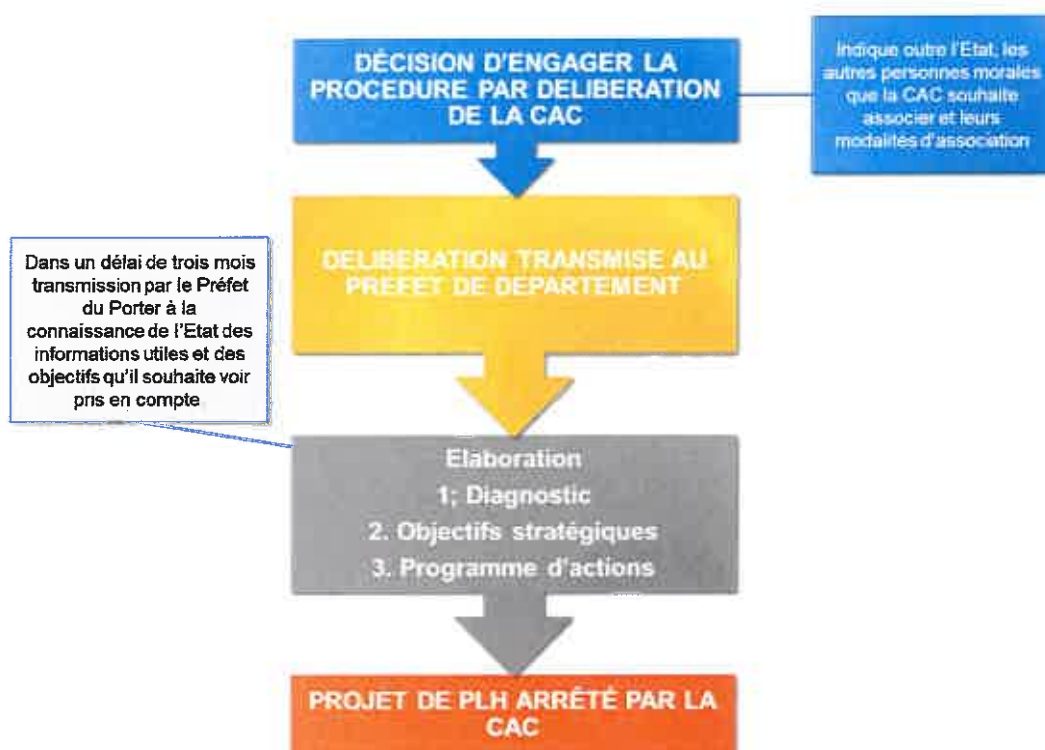 DÉCISION D'ENGAGER LA
PROCEDURE PAR DELIBERATION
DE LA CAC
Indique outre l'Etat, les
autres personnes morales
que la CAC souhaite
associer et leurs
modalités d'association
DELIBERATION TRANSMISE AU
PREFET DE DEPARTEMENT
Dans un délai de trois mois
transmission par le Préfet
du Porter à la
connaissance de l'Etat des
informations utiles et des
objectifs qu'il souhaite voir
pris en compte
Elaboration
1; Diagnostic
2. Objectifs stratégiques
3. Programme d'actions
PROJET DE PLH ARRÊTÉ PAR LA
CAC